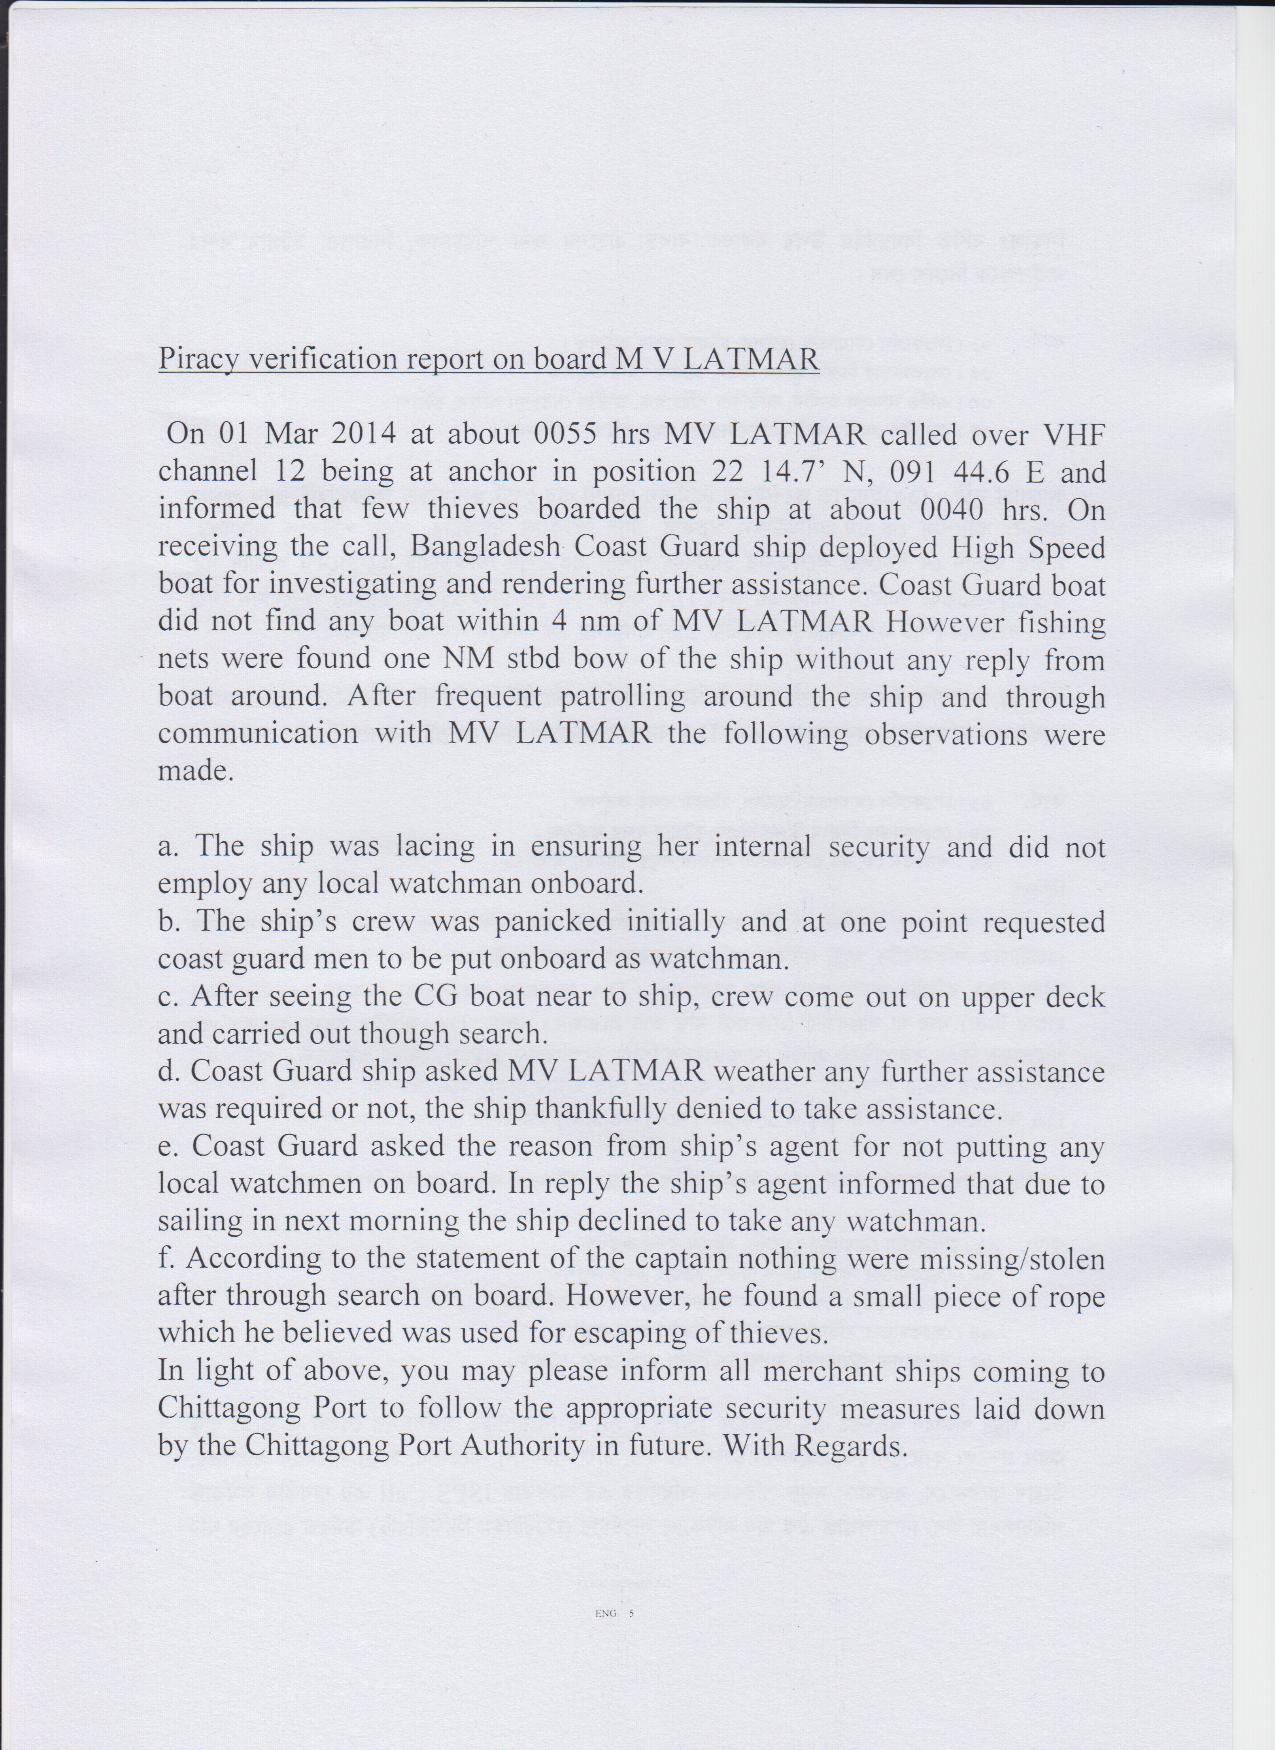 Piracy verification report on board M V LATMAR
On 01 Mar 2014 at about 0055 hrs MV LATMAR called over VHF
channel 12 being at anchor in position 22 14.7’ N, 091 44.6 E and
informed that few thieves boarded the ship at about 0040 hrs. On
receiving the call, Bangladesh Coast Guard ship deployed High Speed
boat for investigating and rendering further assistance. Coast Guard boat
did not find any boat within 4 nm of MV LATMAR However fishing
nets were found one NM stbd bow of the ship without any reply from
boat around. After frequent patrolling around the ship and through
communication with MV LATMAR the following observations were
made.
a. The ship was lacing in ensuring her internal security and did not
employ any local watchman onboard.
b. The ship’s crew was panicked initially and at one point requested
coast guard men to be put onboard as watchman.
c. After seeing the CG boat near to ship, crew come out on upper deck
and carried out though search.
d. Coast Guard ship asked MV LATMAR weather any further assistance
was required or not, the ship thankfully denied to take assistance.
e. Coast Guard asked the reason from ship’s agent for not putting any
local watchmen on board. In reply the ship’s agent informed that due to
sailing in next morning the ship declined to take any watchman.
f. According to the statement of the captain nothing were missing/stolen
after through search on board. However, he found a small piece of rope
which he believed was used for escaping of thieves.
In light of above, you may please inform all merchant ships coming to
Chittagong Port to follow the appropriate security measures laid down
by the Chittagong Port Authority in future. With Regards.
ENG 5